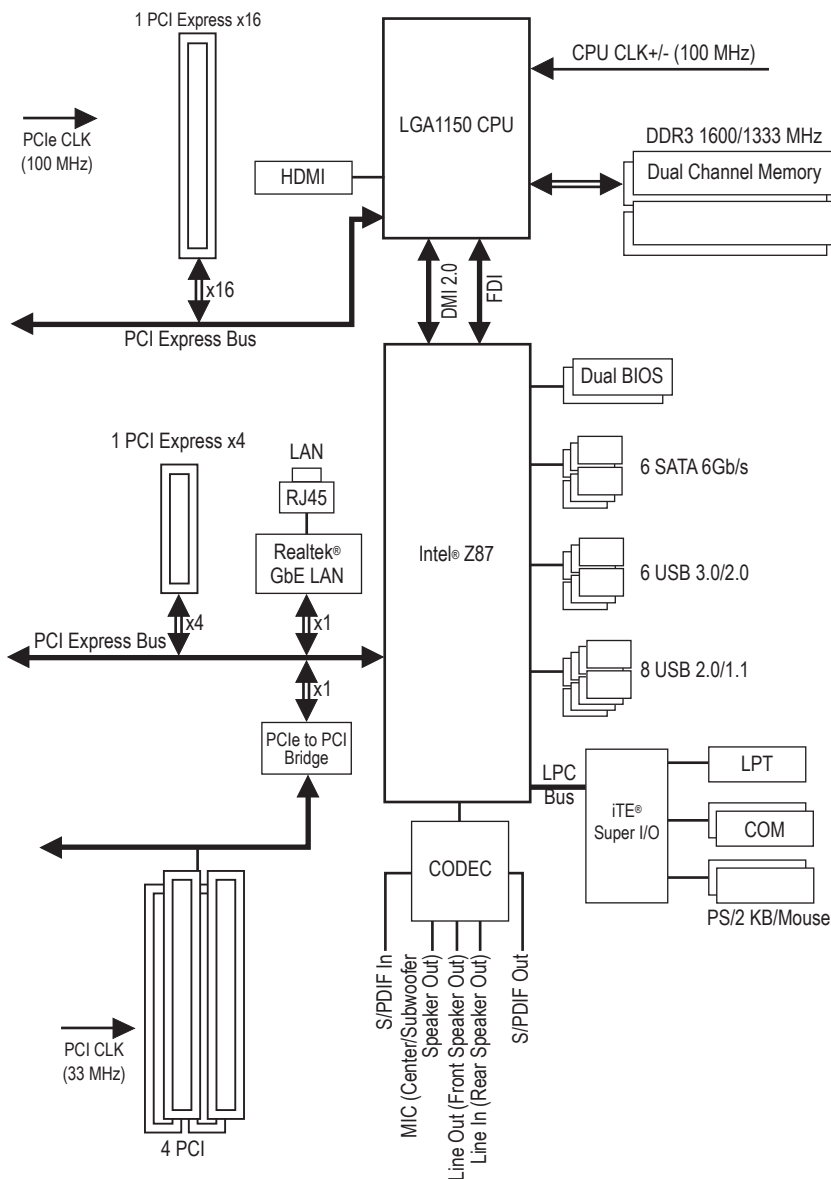 1 PCI Express x16
CPU CLK+/- (100 MHz)
LGA1150 CPU
PCIe CLK
(100 MHz)
DDR3 1600/1333 MHz
Dual Channel Memory
HDMI
x16
DMI 2.0
FDI
PCI Express Bus
Dual BIOS
1 PCI Express x4
LAN
RJ45
6 SATA 6Gb/s
Realtek®
GbE LAN
Intel® Z87
6 USB 3.0/2.0
x4
x1
PCI Express Bus
8 USB 2.0/1.1
x1
PCIe to PCI
Bridge
LPC
Bus
iTE®
Super I/O
LPT
COM
PS/2 KB/Mouse
CODEC
S/PDIF In
MIC (Center/Subwoofer
Speaker Out)
Line Out (Front Speaker Out)
Line In (Rear Speaker Out)
S/PDIF Out
PCI CLK
(33 MHz)
4 PCI